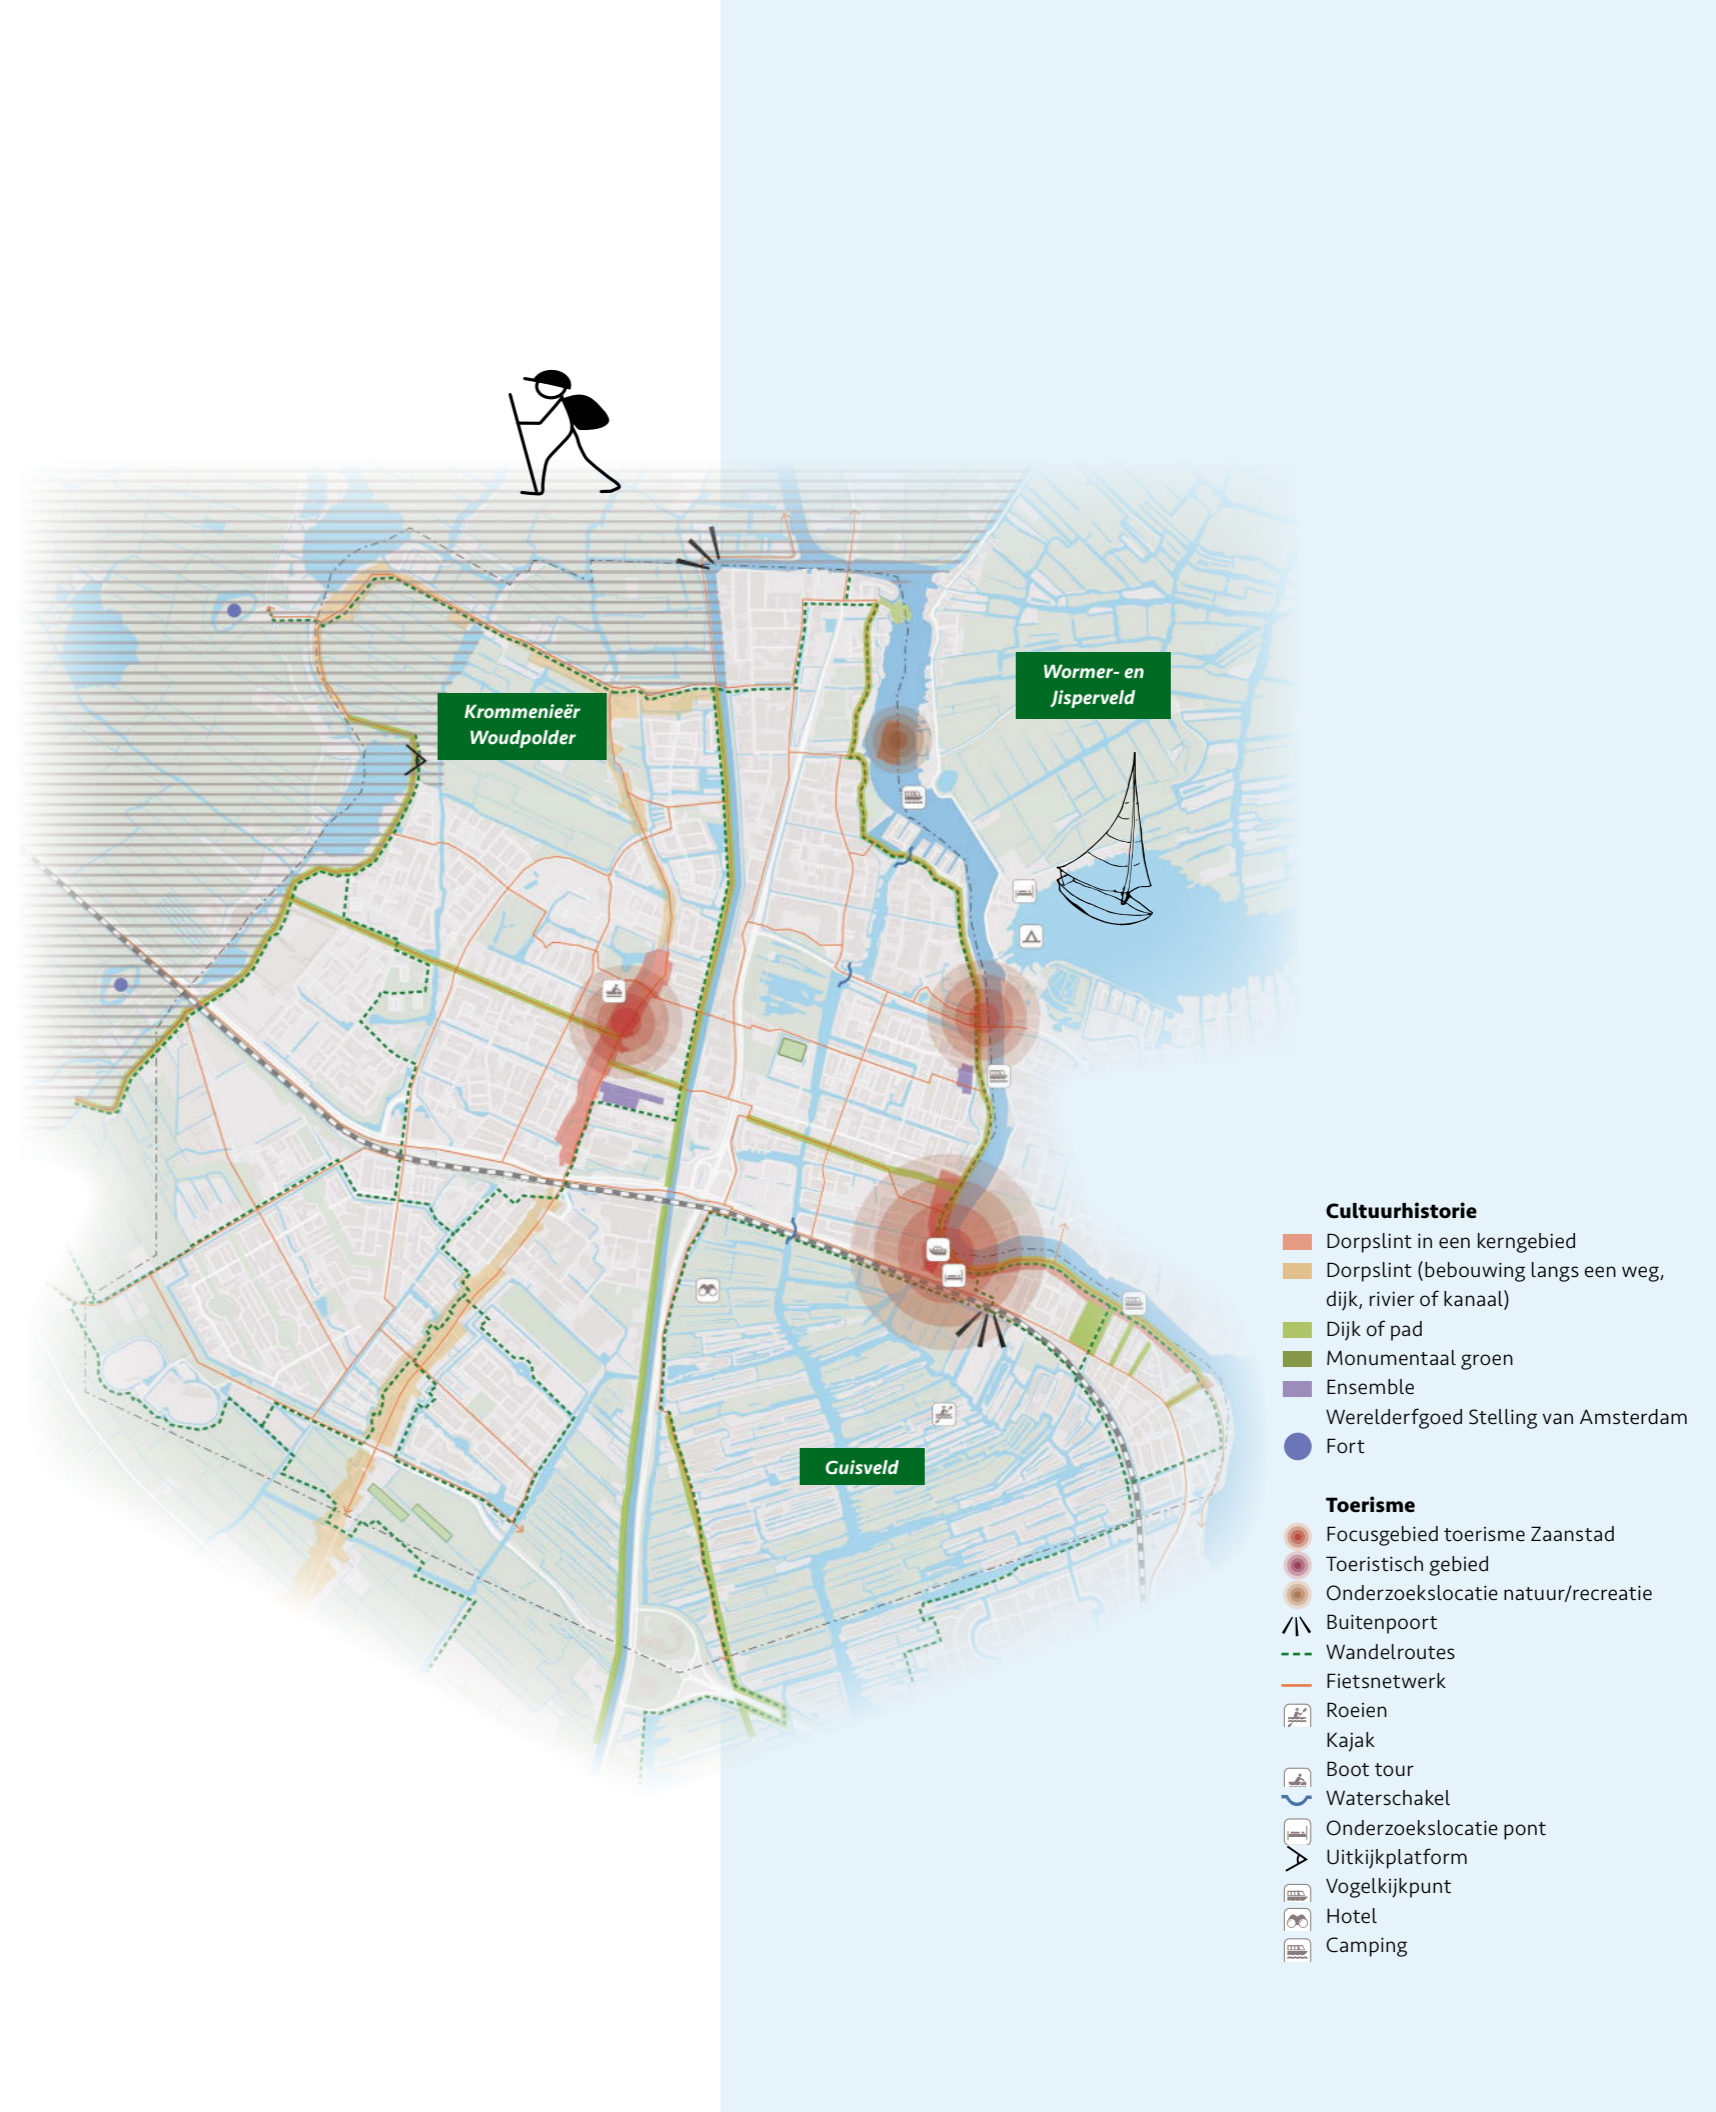 Wormer- en
Jisperveld
Krommenieër
Woudpolder
Guisveld
Cultuurhistorie
Dorpslint in een kerngebied
Dorpslint (bebouwing langs een weg,
dijk, rivier of kanaal)
Dijk of pad
Monumentaal groen
Ensemble
Werelderfgoed Stelling van Amsterdam
Fort
Toerisme
Focusgebied toerisme Zaanstad
Toeristisch gebied
Onderzoekslocatie natuur/recreatie
Buitenpoort
Wandelroutes
Fietsnetwerk
Roeien
Kajak
Boot tour
Waterschakel
Onderzoekslocatie pont
Uitkijkplatform
Vogelkijkpunt
Hotel
Camping